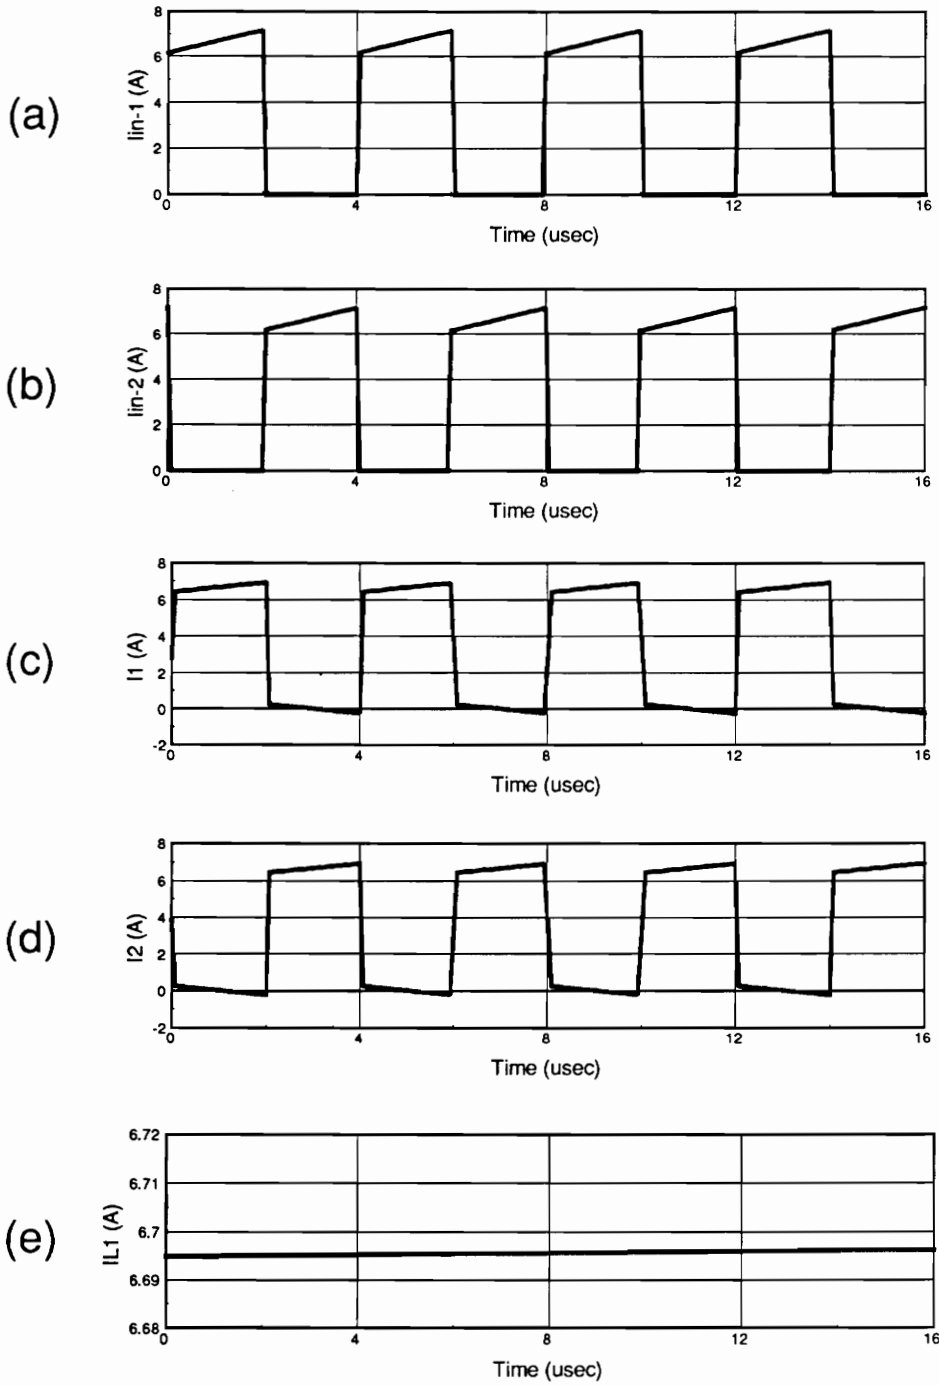 (a)
Iin-1 (A)
8
6
4
2
0
0 4 8 12 16
Time (usec)
(b)
Iin-2 (A)
8
6
4
2
0
0 4 8 12 16
Time (usec)
(c)
I1 (A)
8
6
4
2
0
-2
0 4 8 12 16
Time (usec)
(d)
I2 (A)
8
6
4
2
0
-2
0 4 8 12 16
Time (usec)
(e)
IL1 (A)
6.72
6.71
6.7
6.69
6.68
0 4 8 12 16
Time (usec)